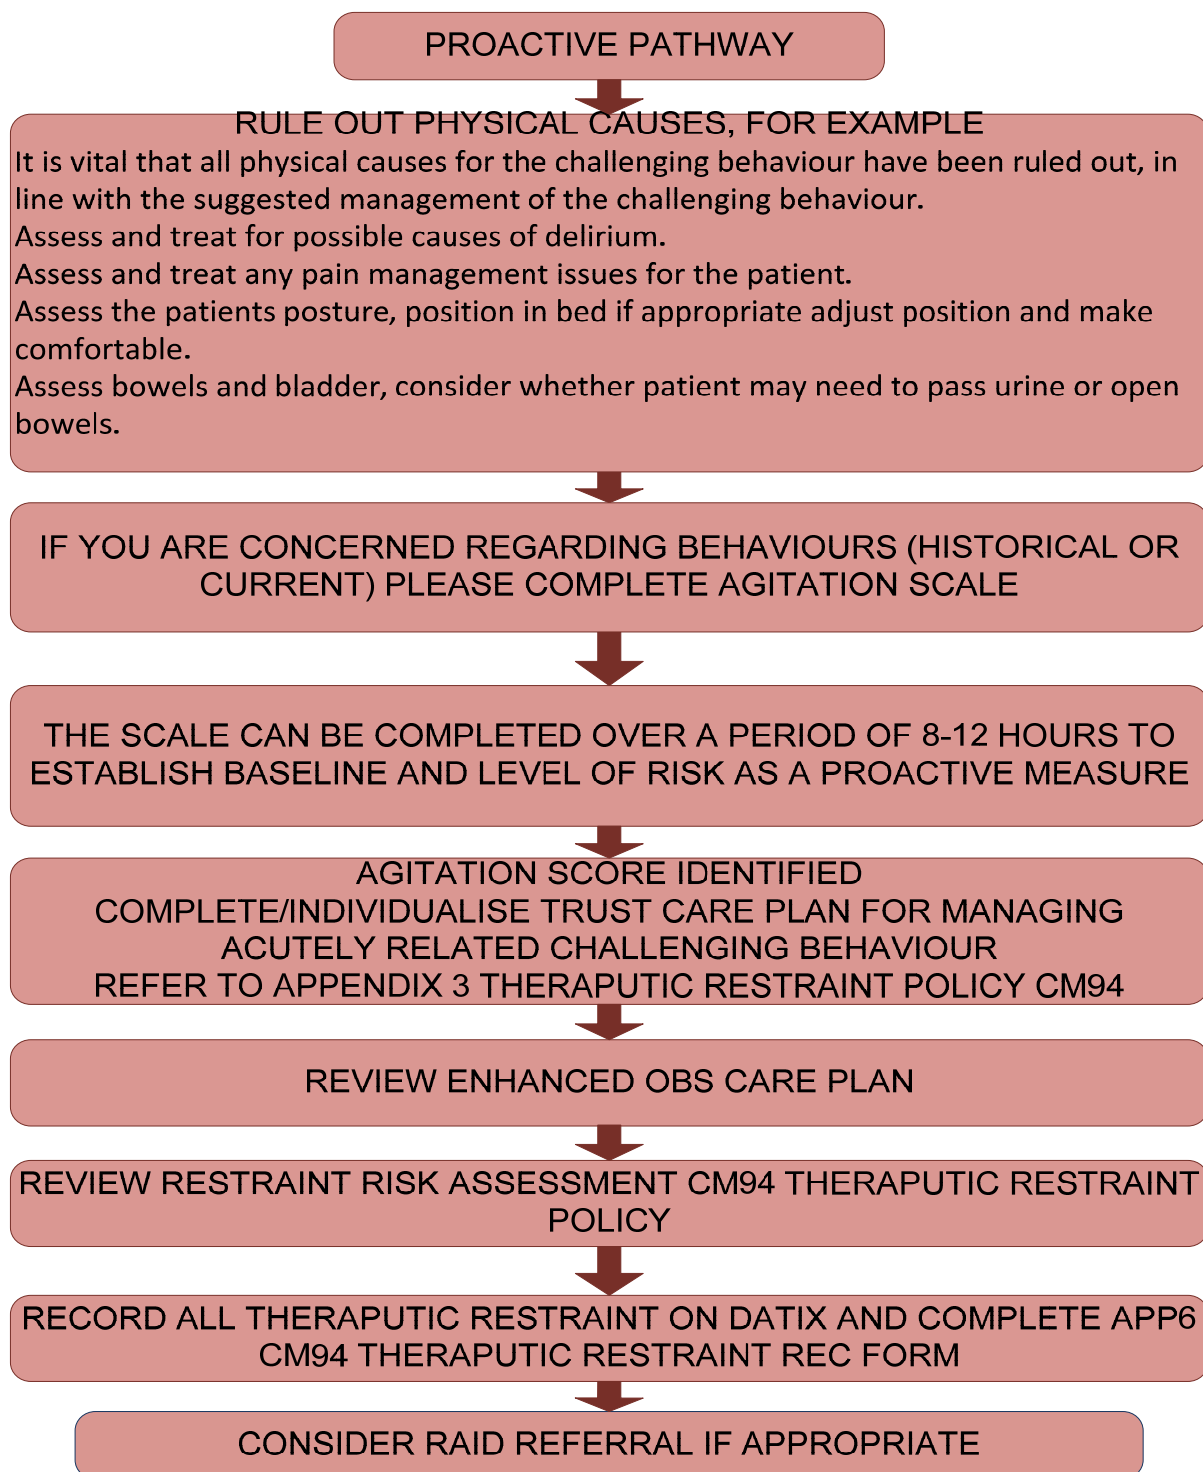 PROACTIVE PATHWAY
RULE OUT PHYSICAL CAUSES, FOR EXAMPLE
It is vital that all physical causes for the challenging behaviour have been ruled out, in
line with the suggested management of the challenging behaviour.
Assess and treat for possible causes of delirium.
Assess and treat any pain management issues for the patient.
Assess the patients posture, position in bed if appropriate adjust position and make
comfortable.
Assess bowels and bladder, consider whether patient may need to pass urine or open
bowels.
IF YOU ARE CONCERNED REGARDING BEHAVIOURS (HISTORICAL OR
CURRENT) PLEASE COMPLETE AGITATION SCALE
THE SCALE CAN BE COMPLETED OVER A PERIOD OF 8-12 HOURS TO
ESTABLISH BASELINE AND LEVEL OF RISK AS A PROACTIVE MEASURE
AGITATION SCORE IDENTIFIED
COMPLETE/INDIVIDUALISE TRUST CARE PLAN FOR MANAGING
ACUTELY RELATED CHALLENGING BEHAVIOUR
REFER TO APPENDIX 3 THERAPUTIC RESTRAINT POLICY CM94
REVIEW ENHANCED OBS CARE PLAN
REVIEW RESTRAINT RISK ASSESSMENT CM94 THERAPUTIC RESTRAINT
POLICY
RECORD ALL THERAPUTIC RESTRAINT ON DATIX AND COMPLETE APP6
CM94 THERAPUTIC RESTRAINT REC FORM
CONSIDER RAID REFERRAL IF APPROPRIATE